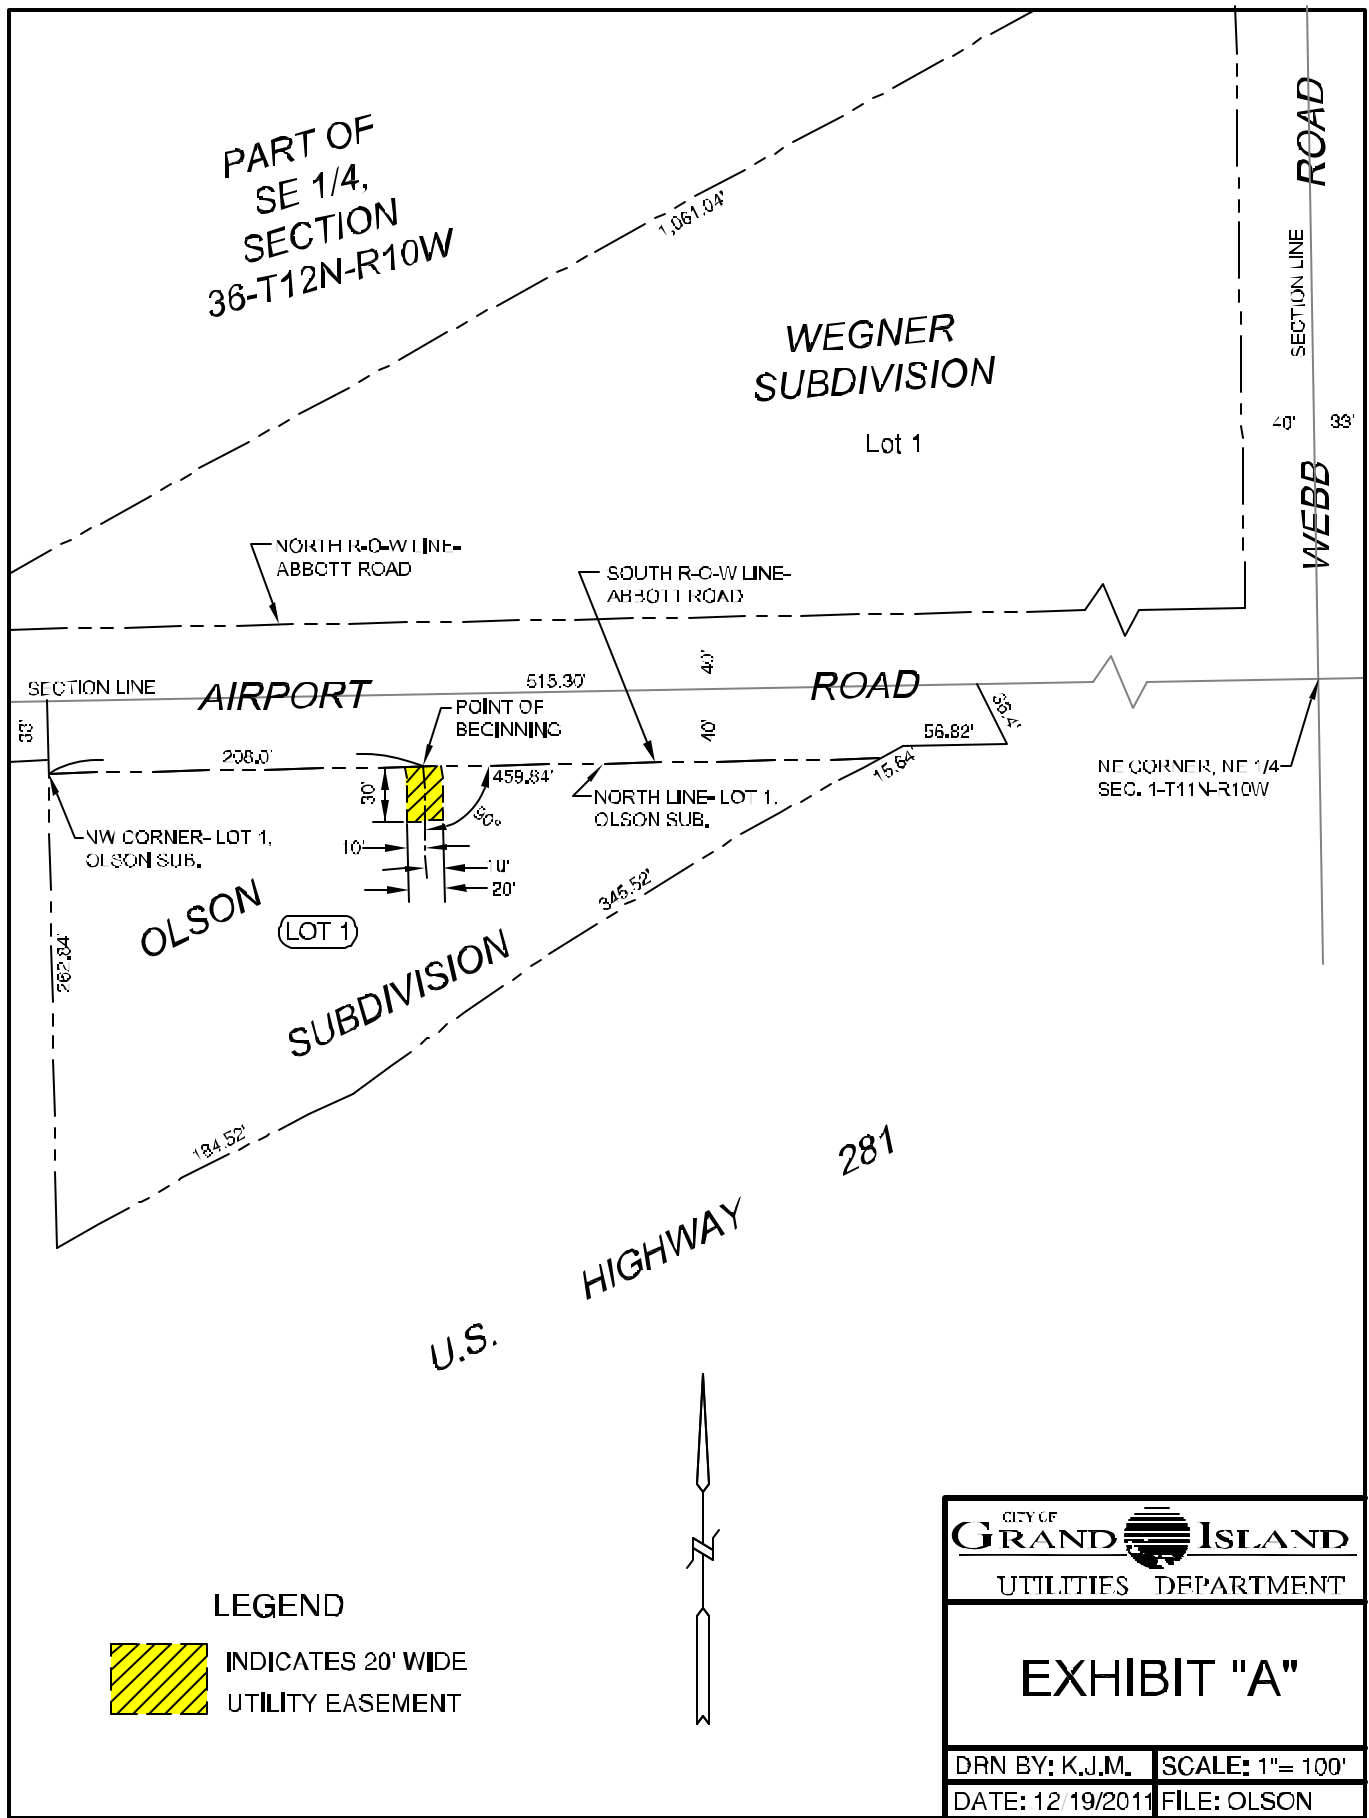 PART OF
SE 1/4,
SECTION
36-T12N-R10W
1,061.04'
ROAD
SECTION LINE
WEGNER
SUBDIVISION
Lot 1
40'
33'
WEBB
NORTH R-O-W LINE-
ABBOTT ROAD
SOUTH R-O-W LINE-
ABBOTT ROAD
SECTION LINE
AIRPORT
515.30'
40'
ROAD
33'
POINT OF
BEGINNING
40'
36.4'
56.82'
208.0'
459.84'
15.64'
NE CORNER, NE 1/4
SEC. 1-T11N-R10W
30'
90°
NORTH LINE- LOT 1,
OLSON SUB.
NW CORNER- LOT 1,
OLSON SUB.
10'
10'
20'
345.52'
OLSON
LOT 1
262.84'
SUBDIVISION
184.52'
281
HIGHWAY
U.S.
LEGEND
INDICATES 20' WIDE
UTILITY EASEMENT
CITY OF
GRAND ISLAND
UTILITIES DEPARTMENT
EXHIBIT "A"
DRN BY: K.J.M.
SCALE: 1"= 100'
DATE: 12/19/2011
FILE: OLSON